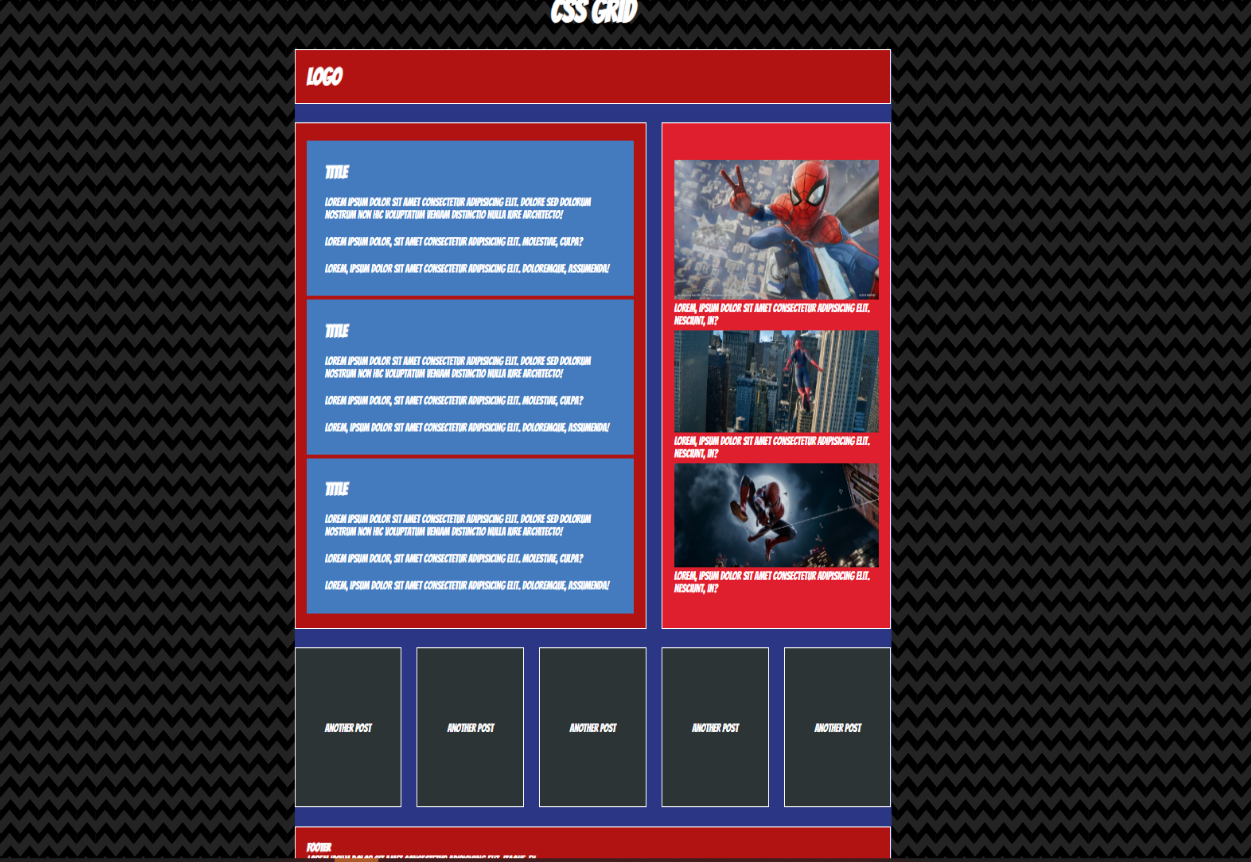 CSS GRID
LOGO
TITLE
LOREM IPSUM DOLOR SIT AMET CONSECTETUR ADIPISICING ELIT. DOLORE SED DOLORUM
NOSTRUM NON HIC VOLUPTATUM VENIAM DISTINCTIO NULLA IURE ARCHITECTO!
LOREM IPSUM DOLOR, SIT AMET CONSECTETUR ADIPISICING ELIT. MOLESTIAE, CULPA?
LOREM, IPSUM DOLOR SIT AMET CONSECTETUR ADIPISICING ELIT. DOLOREMQUE, ASSUMENDA!
TITLE
LOREM IPSUM DOLOR SIT AMET CONSECTETUR ADIPISICING ELIT. DOLORE SED DOLORUM
NOSTRUM NON HIC VOLUPTATUM VENIAM DISTINCTIO NULLA IURE ARCHITECTO!
LOREM IPSUM DOLOR, SIT AMET CONSECTETUR ADIPISICING ELIT. MOLESTIAE, CULPA?
LOREM, IPSUM DOLOR SIT AMET CONSECTETUR ADIPISICING ELIT. DOLOREMQUE, ASSUMENDA!
TITLE
LOREM IPSUM DOLOR SIT AMET CONSECTETUR ADIPISICING ELIT. DOLORE SED DOLORUM
NOSTRUM NON HIC VOLUPTATUM VENIAM DISTINCTIO NULLA IURE ARCHITECTO!
LOREM IPSUM DOLOR, SIT AMET CONSECTETUR ADIPISICING ELIT. MOLESTIAE, CULPA?
LOREM, IPSUM DOLOR SIT AMET CONSECTETUR ADIPISICING ELIT. DOLOREMQUE, ASSUMENDA!
LOREM, IPSUM DOLOR SIT AMET CONSECTETUR ADIPISICING ELIT.
NESCIUNT, IN?
LOREM, IPSUM DOLOR SIT AMET CONSECTETUR ADIPISICING ELIT.
NESCIUNT, IN?
LOREM, IPSUM DOLOR SIT AMET CONSECTETUR ADIPISICING ELIT.
NESCIUNT, IN?
ANOTHER POST
ANOTHER POST
ANOTHER POST
ANOTHER POST
ANOTHER POST
FOOTER
LOREM IPSUM DOLOR SIT AMET CONSECTETUR ADIPISICING ELIT.